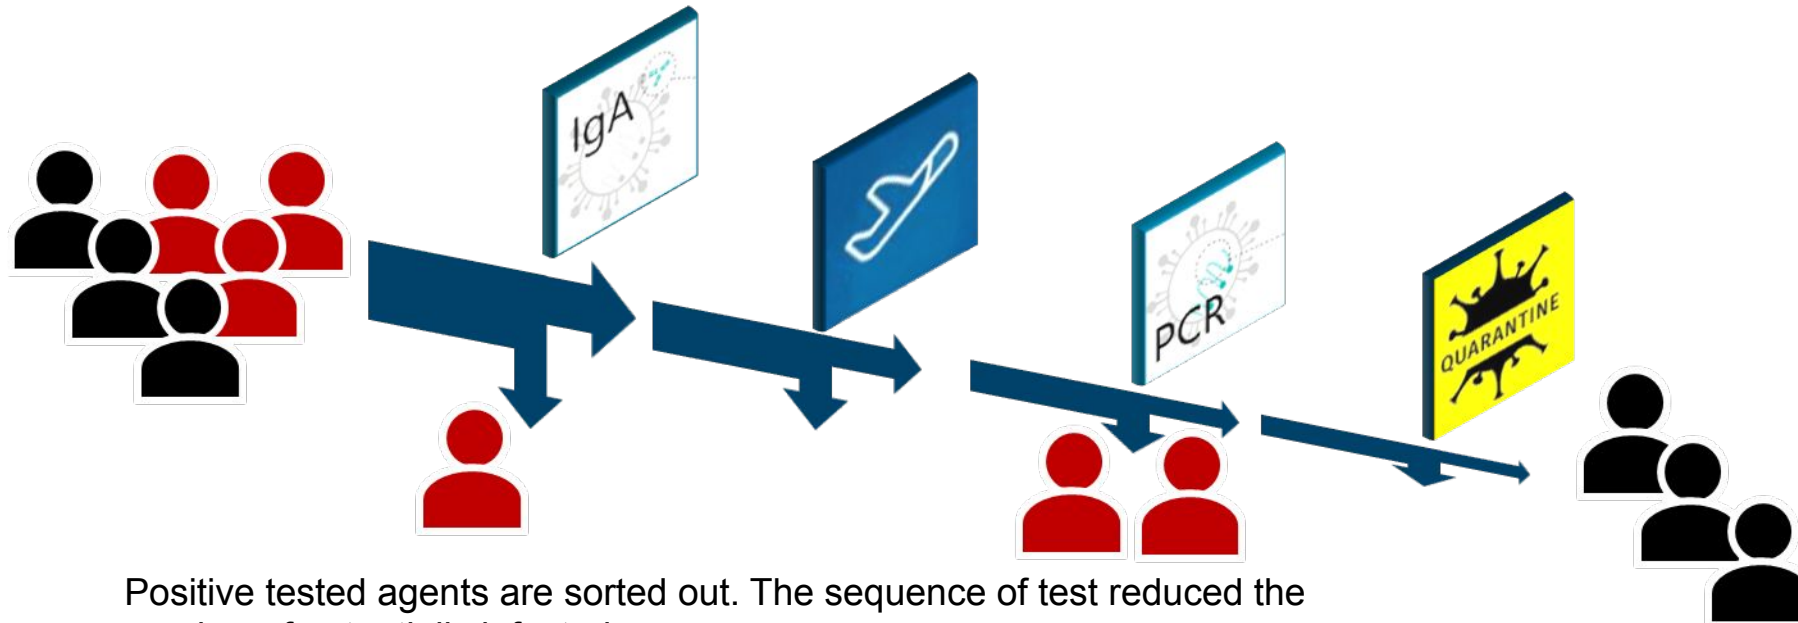 IgA
PCR
QUARANTINE
Positive tested agents are sorted out. The sequence of test reduced the